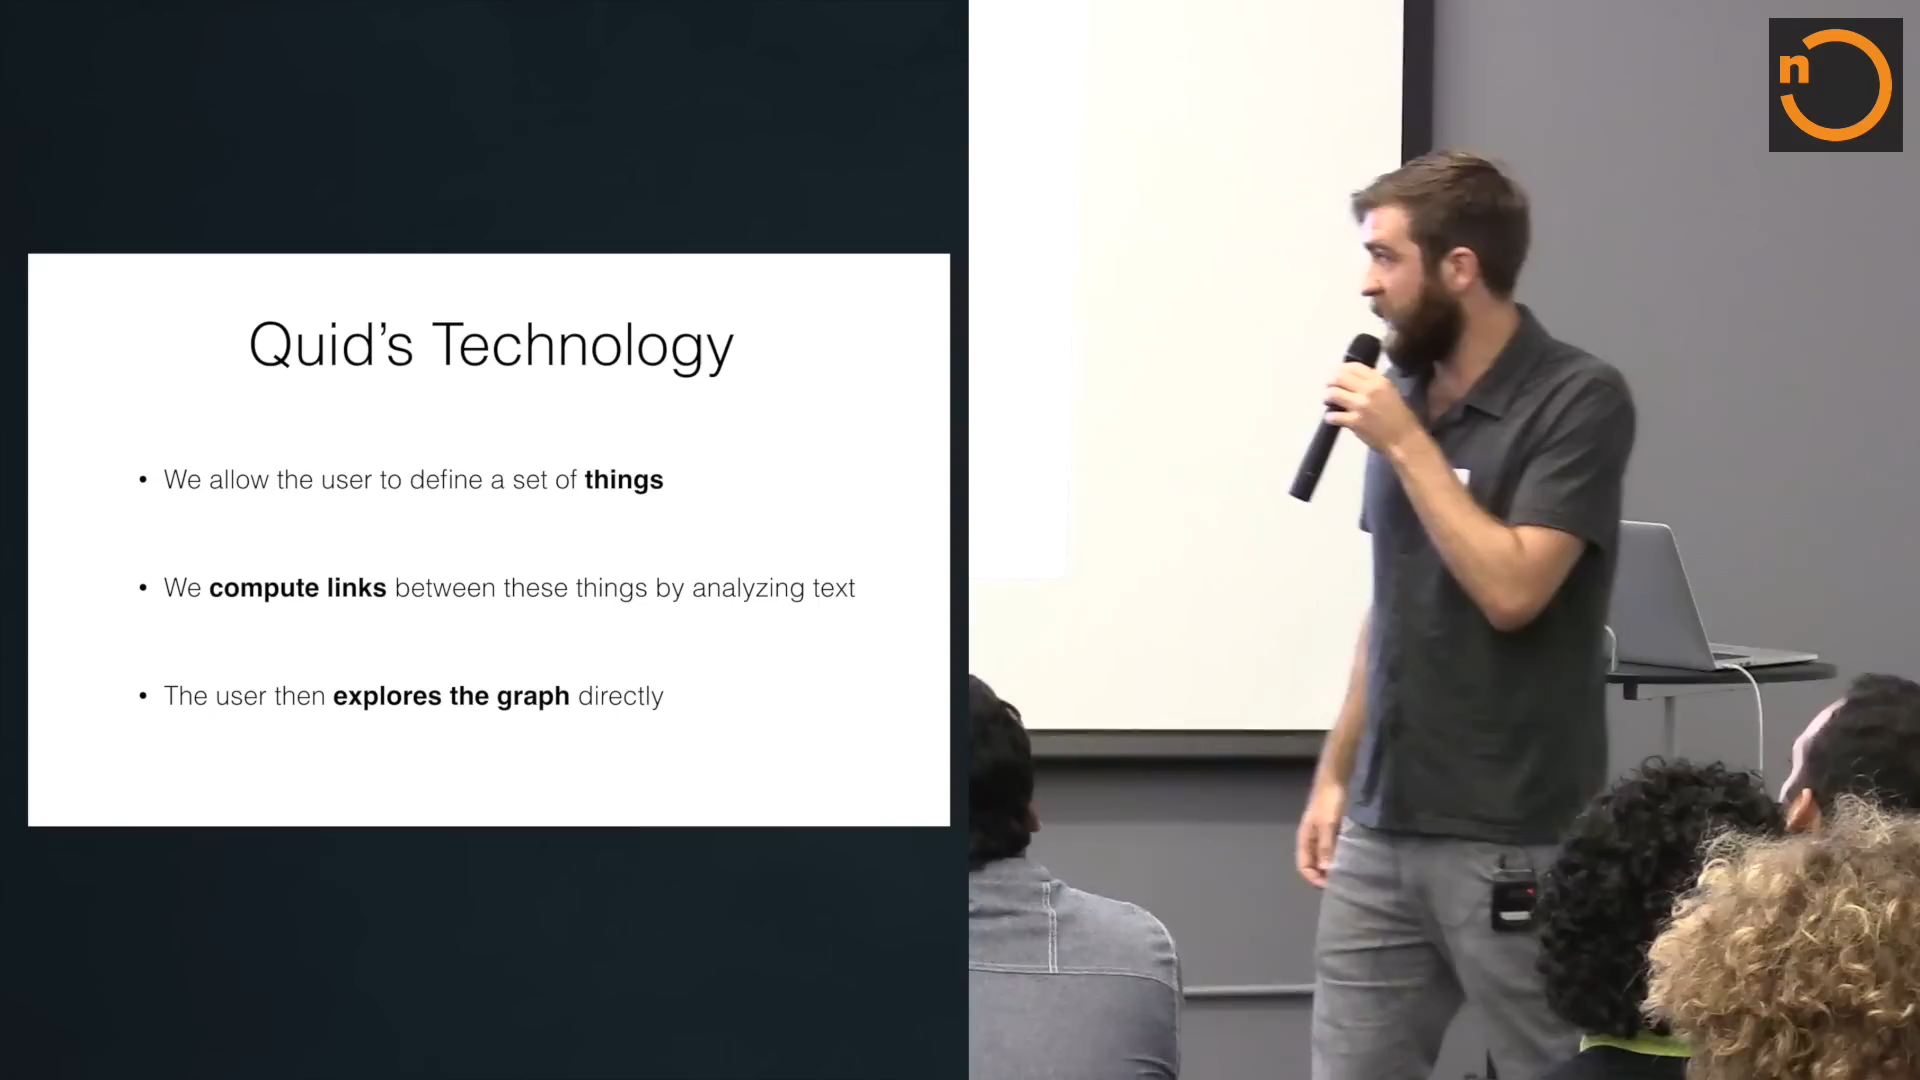 n
Quid’s Technology
• We allow the user to define a set of things
• We compute links between these things by analyzing text
• The user then explores the graph directly